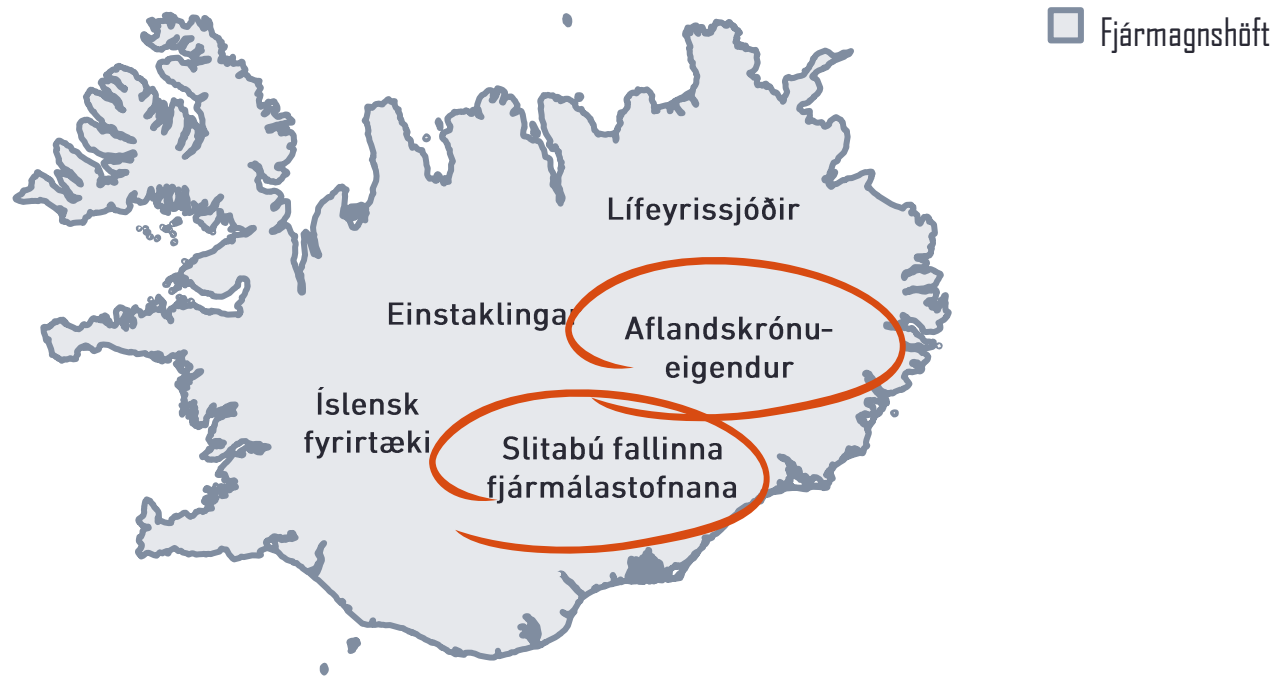 Fjármagnshöft
Lífeyrissjóðir
Einstaklingar
Aflandskrónu-
eigendur
Íslensk
fyrirtæki
Slitabú fallinna
fjármálastofnana